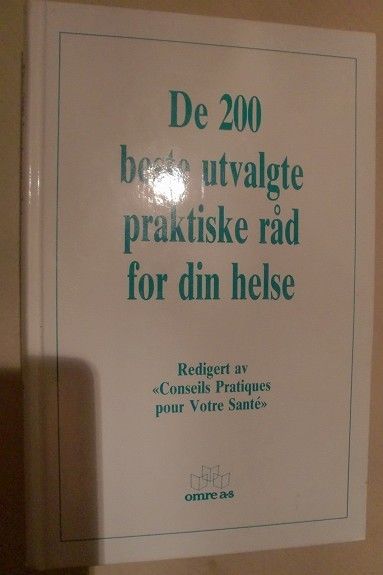 De 200
beste utvalgte
praktiske råd
for din helse
Redigert av
«Conseils Pratiques
pour Votre Santé»
omre a·s